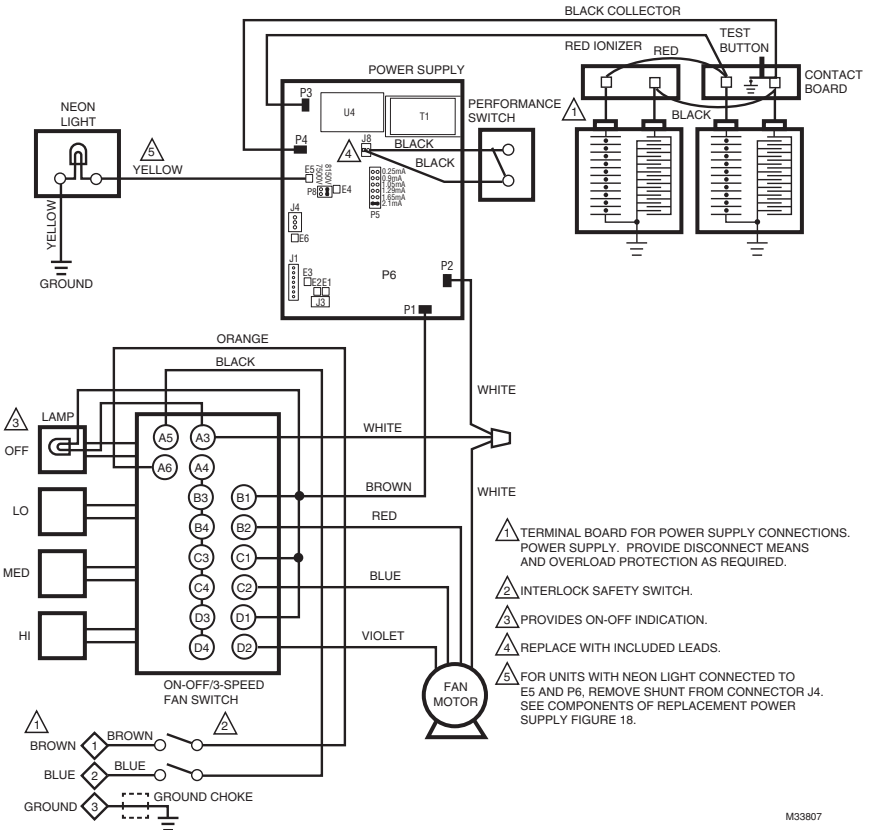 BLACK COLLECTOR
TEST
BUTTON
RED IONIZER
RED
POWER SUPPLY
CONTACT
BOARD
P3
U4
T1
PERFORMANCE
SWITCH
1
BLACK
NEON
LIGHT
5
YELLOW
P4
4
J8
BLACK
BLACK
E5
7500V
8150V
P8
E4
0.25mA
0.9mA
1.05mA
1.29mA
1.65mA
2.1mA
P5
J4
E6
YELLOW
GROUND
J1
E3
E2E1
J3
P6
P2
P1
ORANGE
BLACK
WHITE
3
LAMP
OFF
A5
A3
WHITE
A6
A4
LO
B3
B1
BROWN
WHITE
B4
B2
RED
MED
C3
C1
C4
C2
BLUE
HI
D3
D1
D4
D2
VIOLET
FAN
MOTOR
ON-OFF/3-SPEED
FAN SWITCH
1 TERMINAL BOARD FOR POWER SUPPLY CONNECTIONS.
POWER SUPPLY. PROVIDE DISCONNECT MEANS
AND OVERLOAD PROTECTION AS REQUIRED.
2 INTERLOCK SAFETY SWITCH.
3 PROVIDES ON-OFF INDICATION.
4 REPLACE WITH INCLUDED LEADS.
5 FOR UNITS WITH NEON LIGHT CONNECTED TO
E5 AND P6, REMOVE SHUNT FROM CONNECTOR J4.
SEE COMPONENTS OF REPLACEMENT POWER
SUPPLY FIGURE 18.
1
2
BROWN 1 BROWN
BLUE 2 BLUE
GROUND 3 GROUND CHOKE
M33807